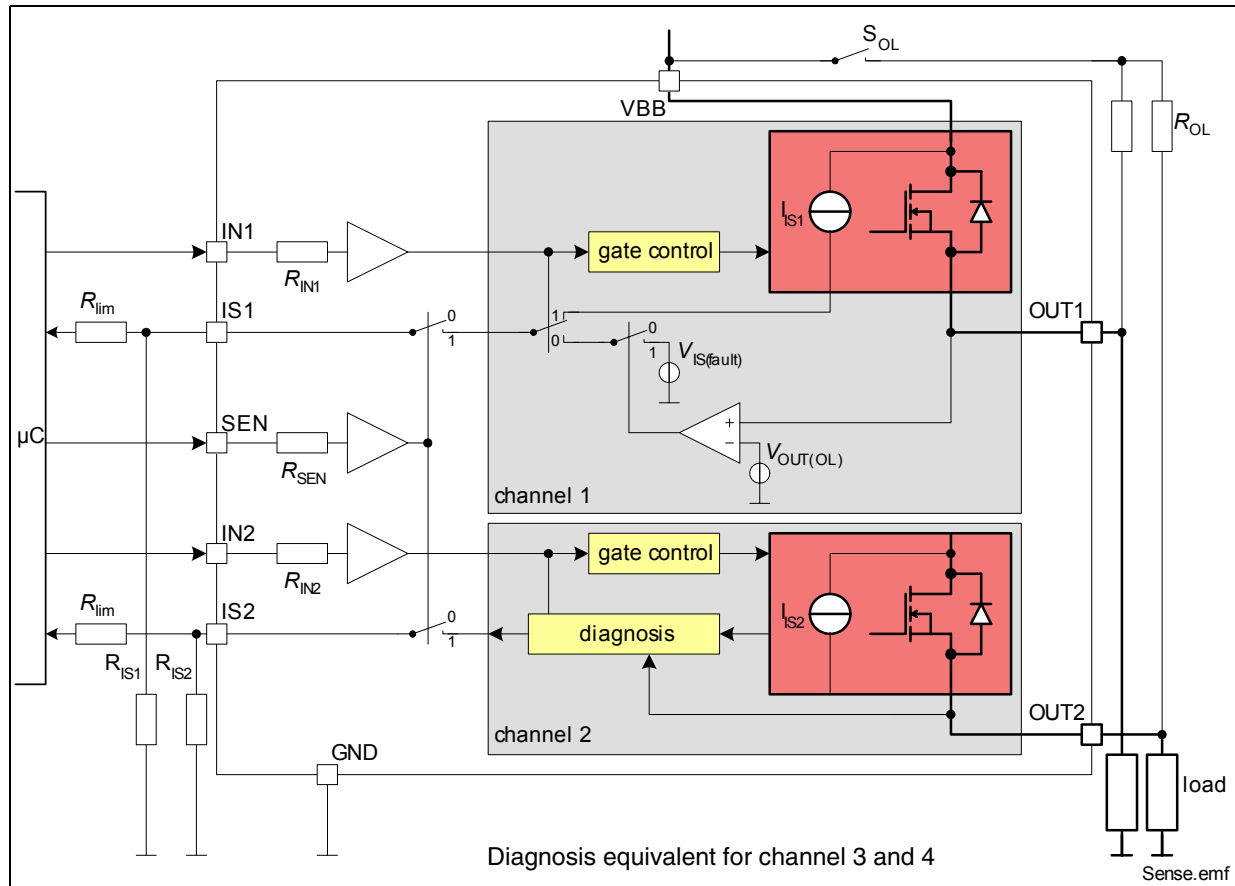 S_OL
VBB
R_OL
IN1
R_IN1
gate control
I_IS1
R_lim
IS1
0
1
1
0
0
1
V_IS(fault)
OUT1
µC
SEN
R_SEN
+
-
V_OUT(OL)
channel 1
IN2
R_IN2
gate control
R_lim
IS2
0
1
diagnosis
I_IS2
R_IS1
R_IS2
OUT2
channel 2
GND
load
Diagnosis equivalent for channel 3 and 4
Sense.emf